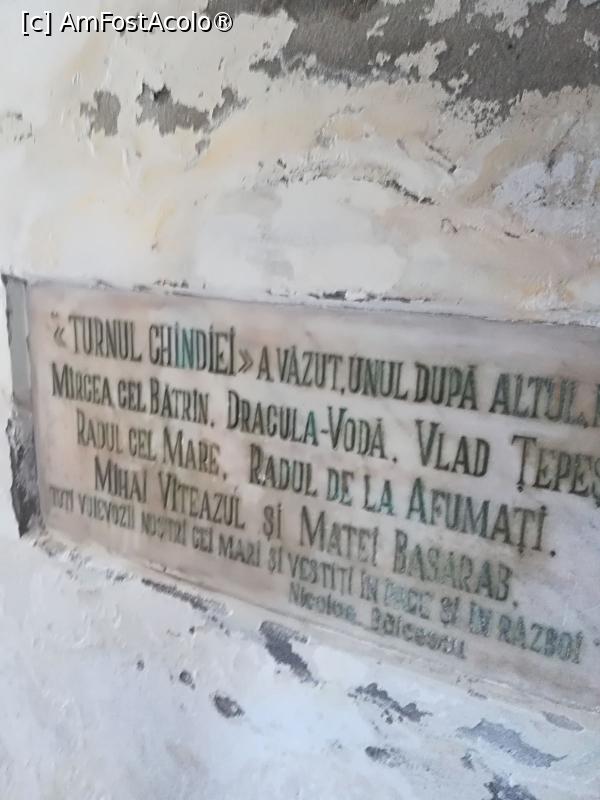 [c] AmFostAcolo®
« TURNUL CHINDIEI » A VĂZUT, UNUL DUPĂ ALTUL,
MIRCEA CEL BĂTRÎN, DRACULA-VODĂ, VLAD ȚEPEȘ
RADUL CEL MARE, RADUL DE LA AFUMAȚI,
MIHAI VITEAZUL ȘI MATEI BASARAB,
TOȚI VOIEVOZII NOȘTRI CEI MARI ȘI VESTIȚI ÎN PACE ȘI ÎN RĂZBOI
Nicolae Bălcescu